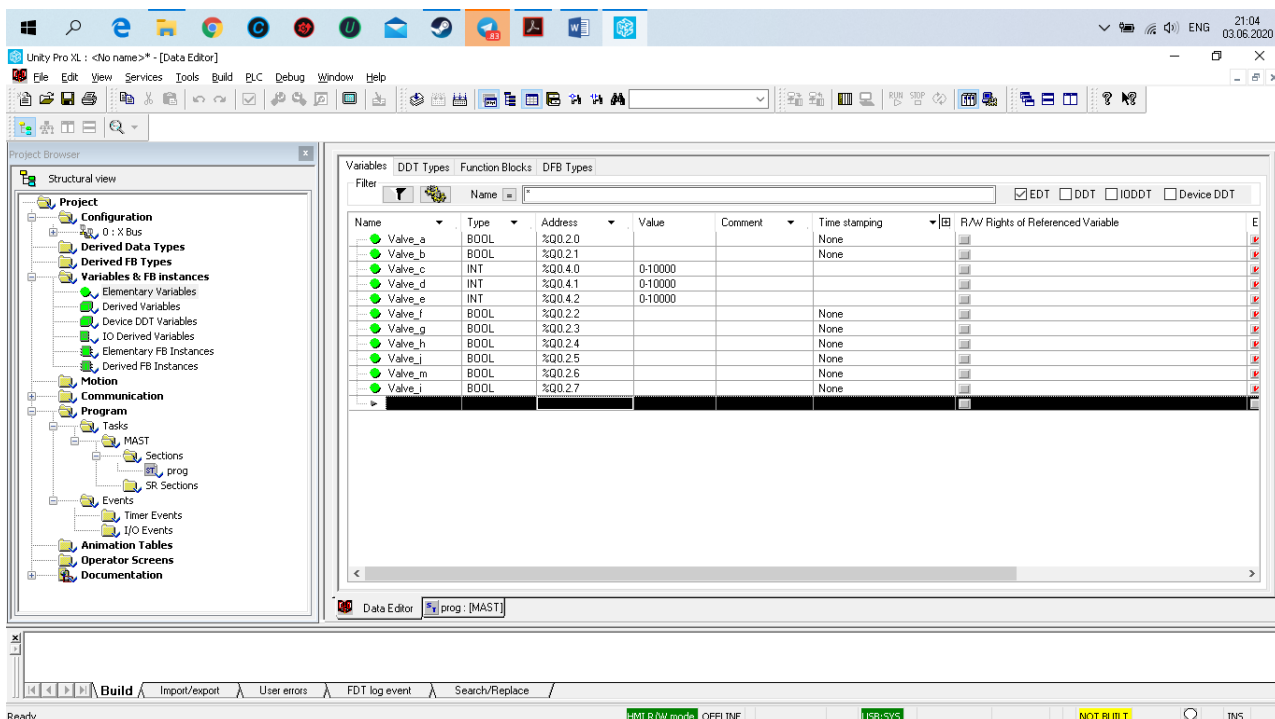 ENG
21:04
03.06.2020
83
Unity Pro XL : <No name>* - [Data Editor]
File Edit View Services Tools Build PLC Debug Window Help
RUN STOP
Project Browser
Structural view
Project
Configuration
0 : X Bus
Derived Data Types
Derived FB Types
Variables & FB instances
Elementary Variables
Derived Variables
Device DDT Variables
IO Derived Variables
Elementary FB Instances
Derived FB Instances
Motion
Communication
Program
Tasks
MAST
Sections
prog
SR Sections
Events
Timer Events
I/O Events
Animation Tables
Operator Screens
Documentation
Variables DDT Types Function Blocks DFB Types
Filter
Name = *
EDT DDT IODDT Device DDT
Name Type Address Value Comment Time stamping R/W Rights of Referenced Variable E
Valve_a BOOL %Q0.2.0 None
Valve_b BOOL %Q0.2.1 None
Valve_c INT %Q0.4.0 0-10000
Valve_d INT %Q0.4.1 0-10000
Valve_e INT %Q0.4.2 0-10000
Valve_f BOOL %Q0.2.2 None
Valve_g BOOL %Q0.2.3 None
Valve_h BOOL %Q0.2.4 None
Valve_j BOOL %Q0.2.5 None
Valve_m BOOL %Q0.2.6 None
Valve_i BOOL %Q0.2.7 None
Data Editor prog : [MAST]
Build Import/export User errors FDT log event Search/Replace
Ready HMI R/W mode OFFLINE USB:SYS NOT BUILT INS